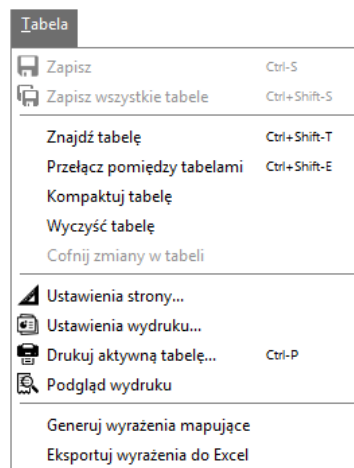 Tabela
Zapisz Ctrl-S
Zapisz wszystkie tabele Ctrl+Shift-S
Znajdź tabelę Ctrl+Shift-T
Przełącz pomiędzy tabelami Ctrl+Shift-E
Kompaktuj tabelę
Wyczyść tabelę
Cofnij zmiany w tabeli
Ustawienia strony...
Ustawienia wydruku...
Drukuj aktywną tabelę... Ctrl-P
Podgląd wydruku
Generuj wyrażenia mapujące
Eksportuj wyrażenia do Excel